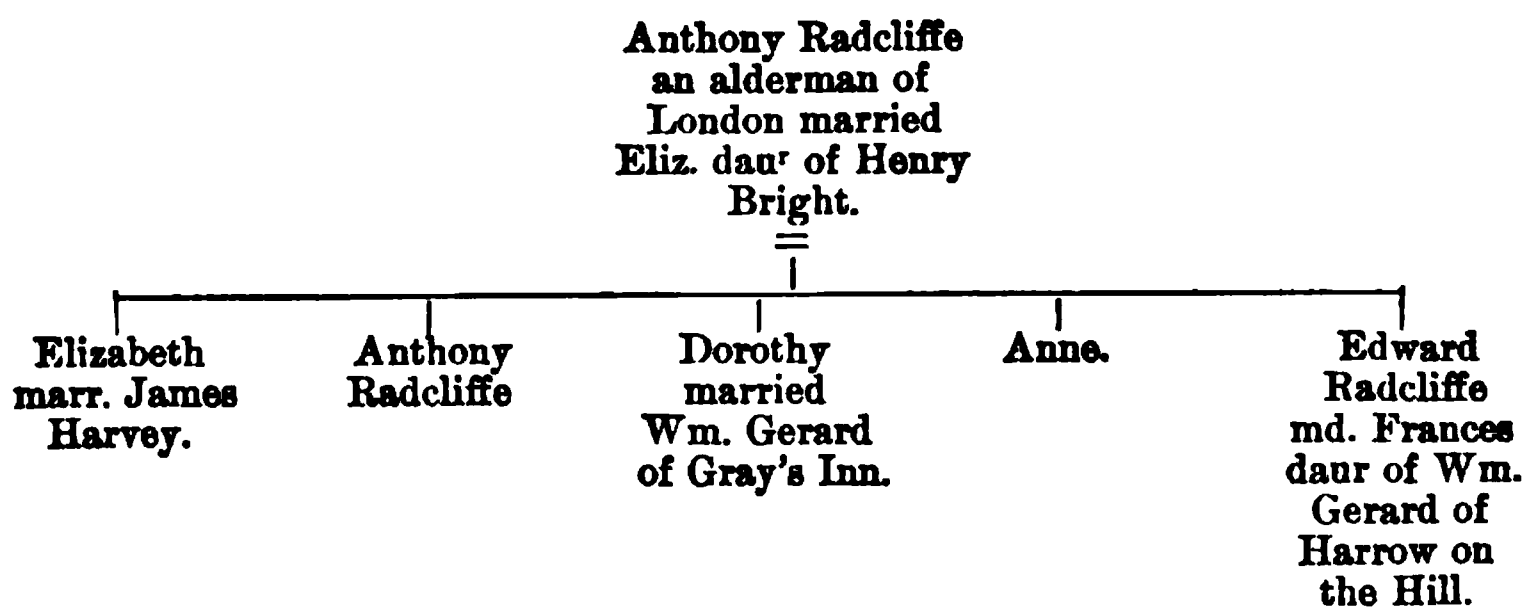 Anthony Radcliffe
an alderman of
London married
Eliz. dauʳ of Henry
Bright.
=
Elizabeth
marr. James
Harvey.
Anthony
Radcliffe
Dorothy
married
Wm. Gerard
of Gray's Inn.
Anne.
Edward
Radcliffe
md. Frances
daur of Wm.
Gerard of
Harrow on
the Hill.